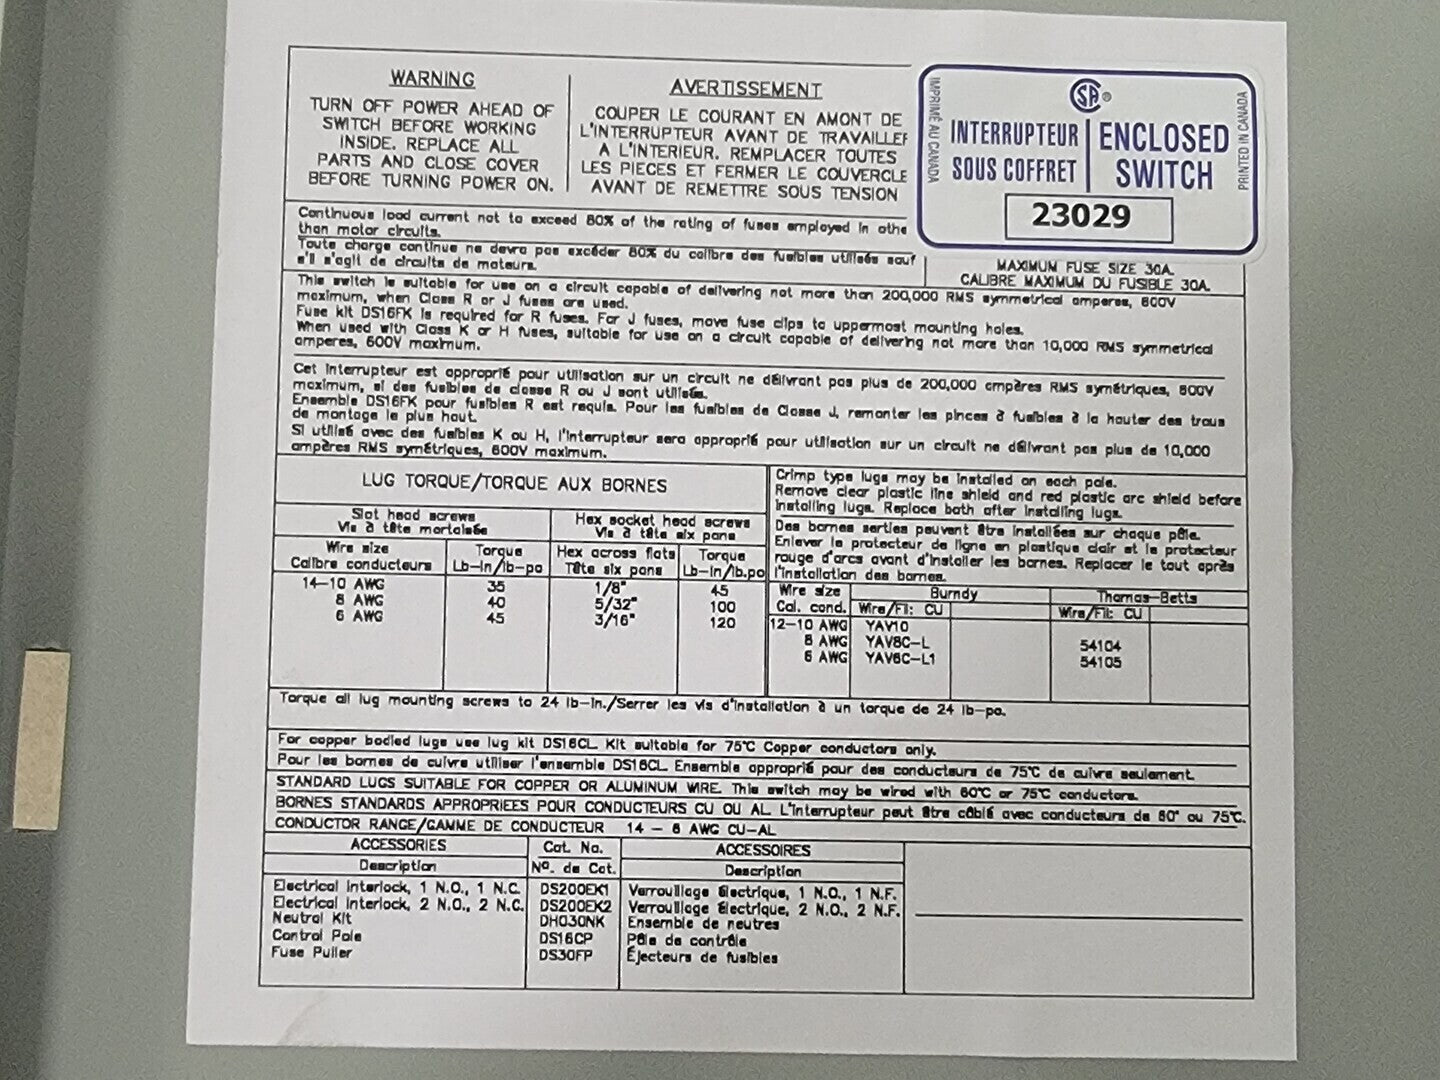 WARNING
TURN OFF POWER AHEAD OF
SWITCH BEFORE WORKING
INSIDE. REPLACE ALL
PARTS AND CLOSE COVER
BEFORE TURNING POWER ON.
AVERTISSEMENT
COUPER LE COURANT EN AMONT DE
L'INTERRUPTEUR AVANT DE TRAVAILLER
A L'INTERIEUR. REMPLACER TOUTES
LES PIECES ET FERMER LE COUVERCLE
AVANT DE REMETTRE SOUS TENSION
IMPRIMÉ AU CANADA
SA ®
INTERRUPTEUR
SOUS COFFRET
ENCLOSED
SWITCH
23029
PRINTED IN CANADA
Continuous load current not to exceed 80% of the rating of fuses employed in othe
than motor circuits.
Toute charge continue ne devra pas excéder 80% du calibre des fusibles utilisés sauf
s'il s'agit de circuits de moteurs.
MAXIMUM FUSE SIZE 30A.
CALIBRE MAXIMUM DU FUSIBLE 30A.
This switch is suitable for use on a circuit capable of delivering not more than 200,000 RMS symmetrical amperes, 600V
maximum, when Class R or J fuses are used.
Fuse kit DS16FK is required for R fuses. For J fuses, move fuse clips to uppermost mounting holes.
When used with Class K or H fuses, suitable for use on a circuit capable of delivering not more than 10,000 RMS symmetrical
amperes, 600V maximum.
Cet interrupteur est approprié pour utilisation sur un circuit ne délivrant pas plus de 200,000 ampères RMS symétriques, 600V
maximum, si des fusibles de classe R ou J sont utilisés.
Ensemble DS16FK pour fusibles R est requis. Pour les fusibles de Classe J, remonter les pinces à fusibles à la hauter des trous
de montage le plus haut.
Si utilisé avec des fusibles K ou H, l'interrupteur sera approprié pour utilisation sur un circuit ne délivrant pas plus de 10,000
ampères RMS symétriques, 600V maximum.
LUG TORQUE/TORQUE AUX BORNES
Slot head screws
Vis à tête mortaisée
Hex socket head screws
Vis à tête six pans
Wire size
Calibre conducteurs
Torque
Lb-in/lb-po
Hex across flats
Tête six pans
Torque
Lb-in/lb.po
14-10 AWG 35 1/8" 45
8 AWG 40 5/32" 100
6 AWG 45 3/16" 120
Crimp type lugs may be installed on each pole.
Remove clear plastic line shield and red plastic arc shield before
installing lugs. Replace both after installing lugs.
Des bornes serties peuvent être installées sur chaque pôle.
Enlever le protecteur de ligne en plastique clair et le protecteur
rouge d'arcs avant d'installer les bornes. Replacer le tout après
l'installation des bornes.
Wire size Burndy Thomas-Betts
Cal. cond. Wire/Fil: CU Wire/Fil: CU
12-10 AWG YAV10
8 AWG YAV8C-L 54104
6 AWG YAV6C-L1 54105
Torque all lug mounting screws to 24 lb-in./Serrer les vis d'installation à un torque de 24 lb-po.
For copper bodied lugs use lug kit DS16CL. Kit suitable for 75°C Copper conductors only.
Pour les bornes de cuivre utiliser l'ensemble DS16CL. Ensemble approprié pour des conducteurs de 75°C de cuivre seulement.
STANDARD LUGS SUITABLE FOR COPPER OR ALUMINUM WIRE. This switch may be wired with 60°C or 75°C conductors.
BORNES STANDARDS APPROPRIEES POUR CONDUCTEURS CU OU AL. L'interrupteur peut être câblé avec conducteurs de 60° ou 75°C.
CONDUCTOR RANGE/GAMME DE CONDUCTEUR 14 - 6 AWG CU-AL
ACCESSORIES Cat. No. ACCESSOIRES
Description Nº. de Cat. Description
Electrical Interlock, 1 N.O., 1 N.C. DS200EK1 Verrouillage Électrique, 1 N.O., 1 N.F.
Electrical Interlock, 2 N.O., 2 N.C. DS200EK2 Verrouillage Électrique, 2 N.O., 2 N.F.
Neutral Kit DH030NK Ensemble de neutres
Control Pole DS16CP Pôle de contrôle
Fuse Puller DS30FP Éjecteurs de fusibles